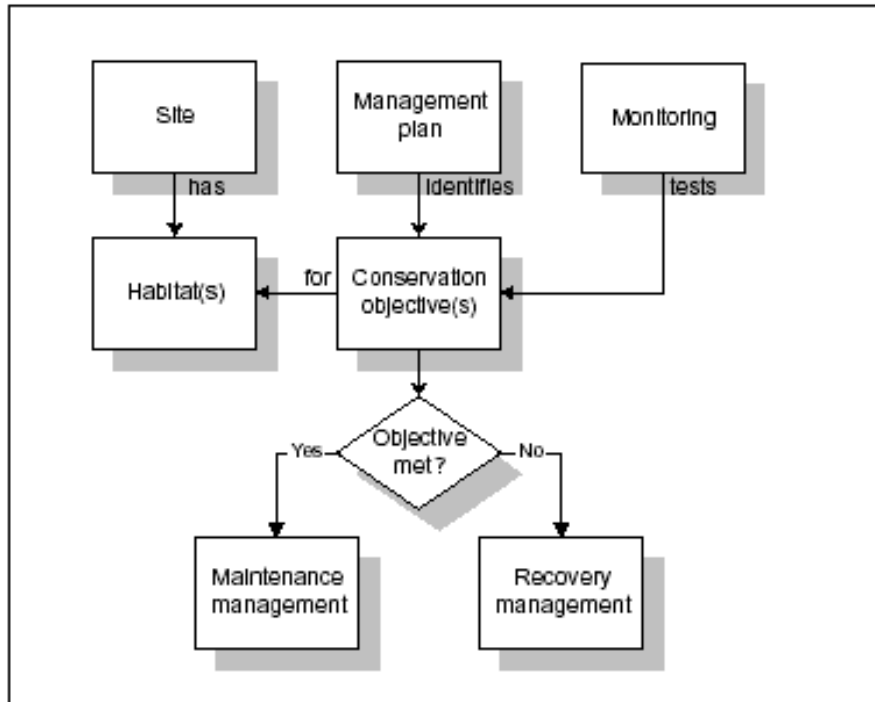 Site
Management
plan
Monitoring
has
identifies
tests
Habitat(s)
for
Conservation
objective(s)
Objective
met?
Yes
No
Maintenance
management
Recovery
management